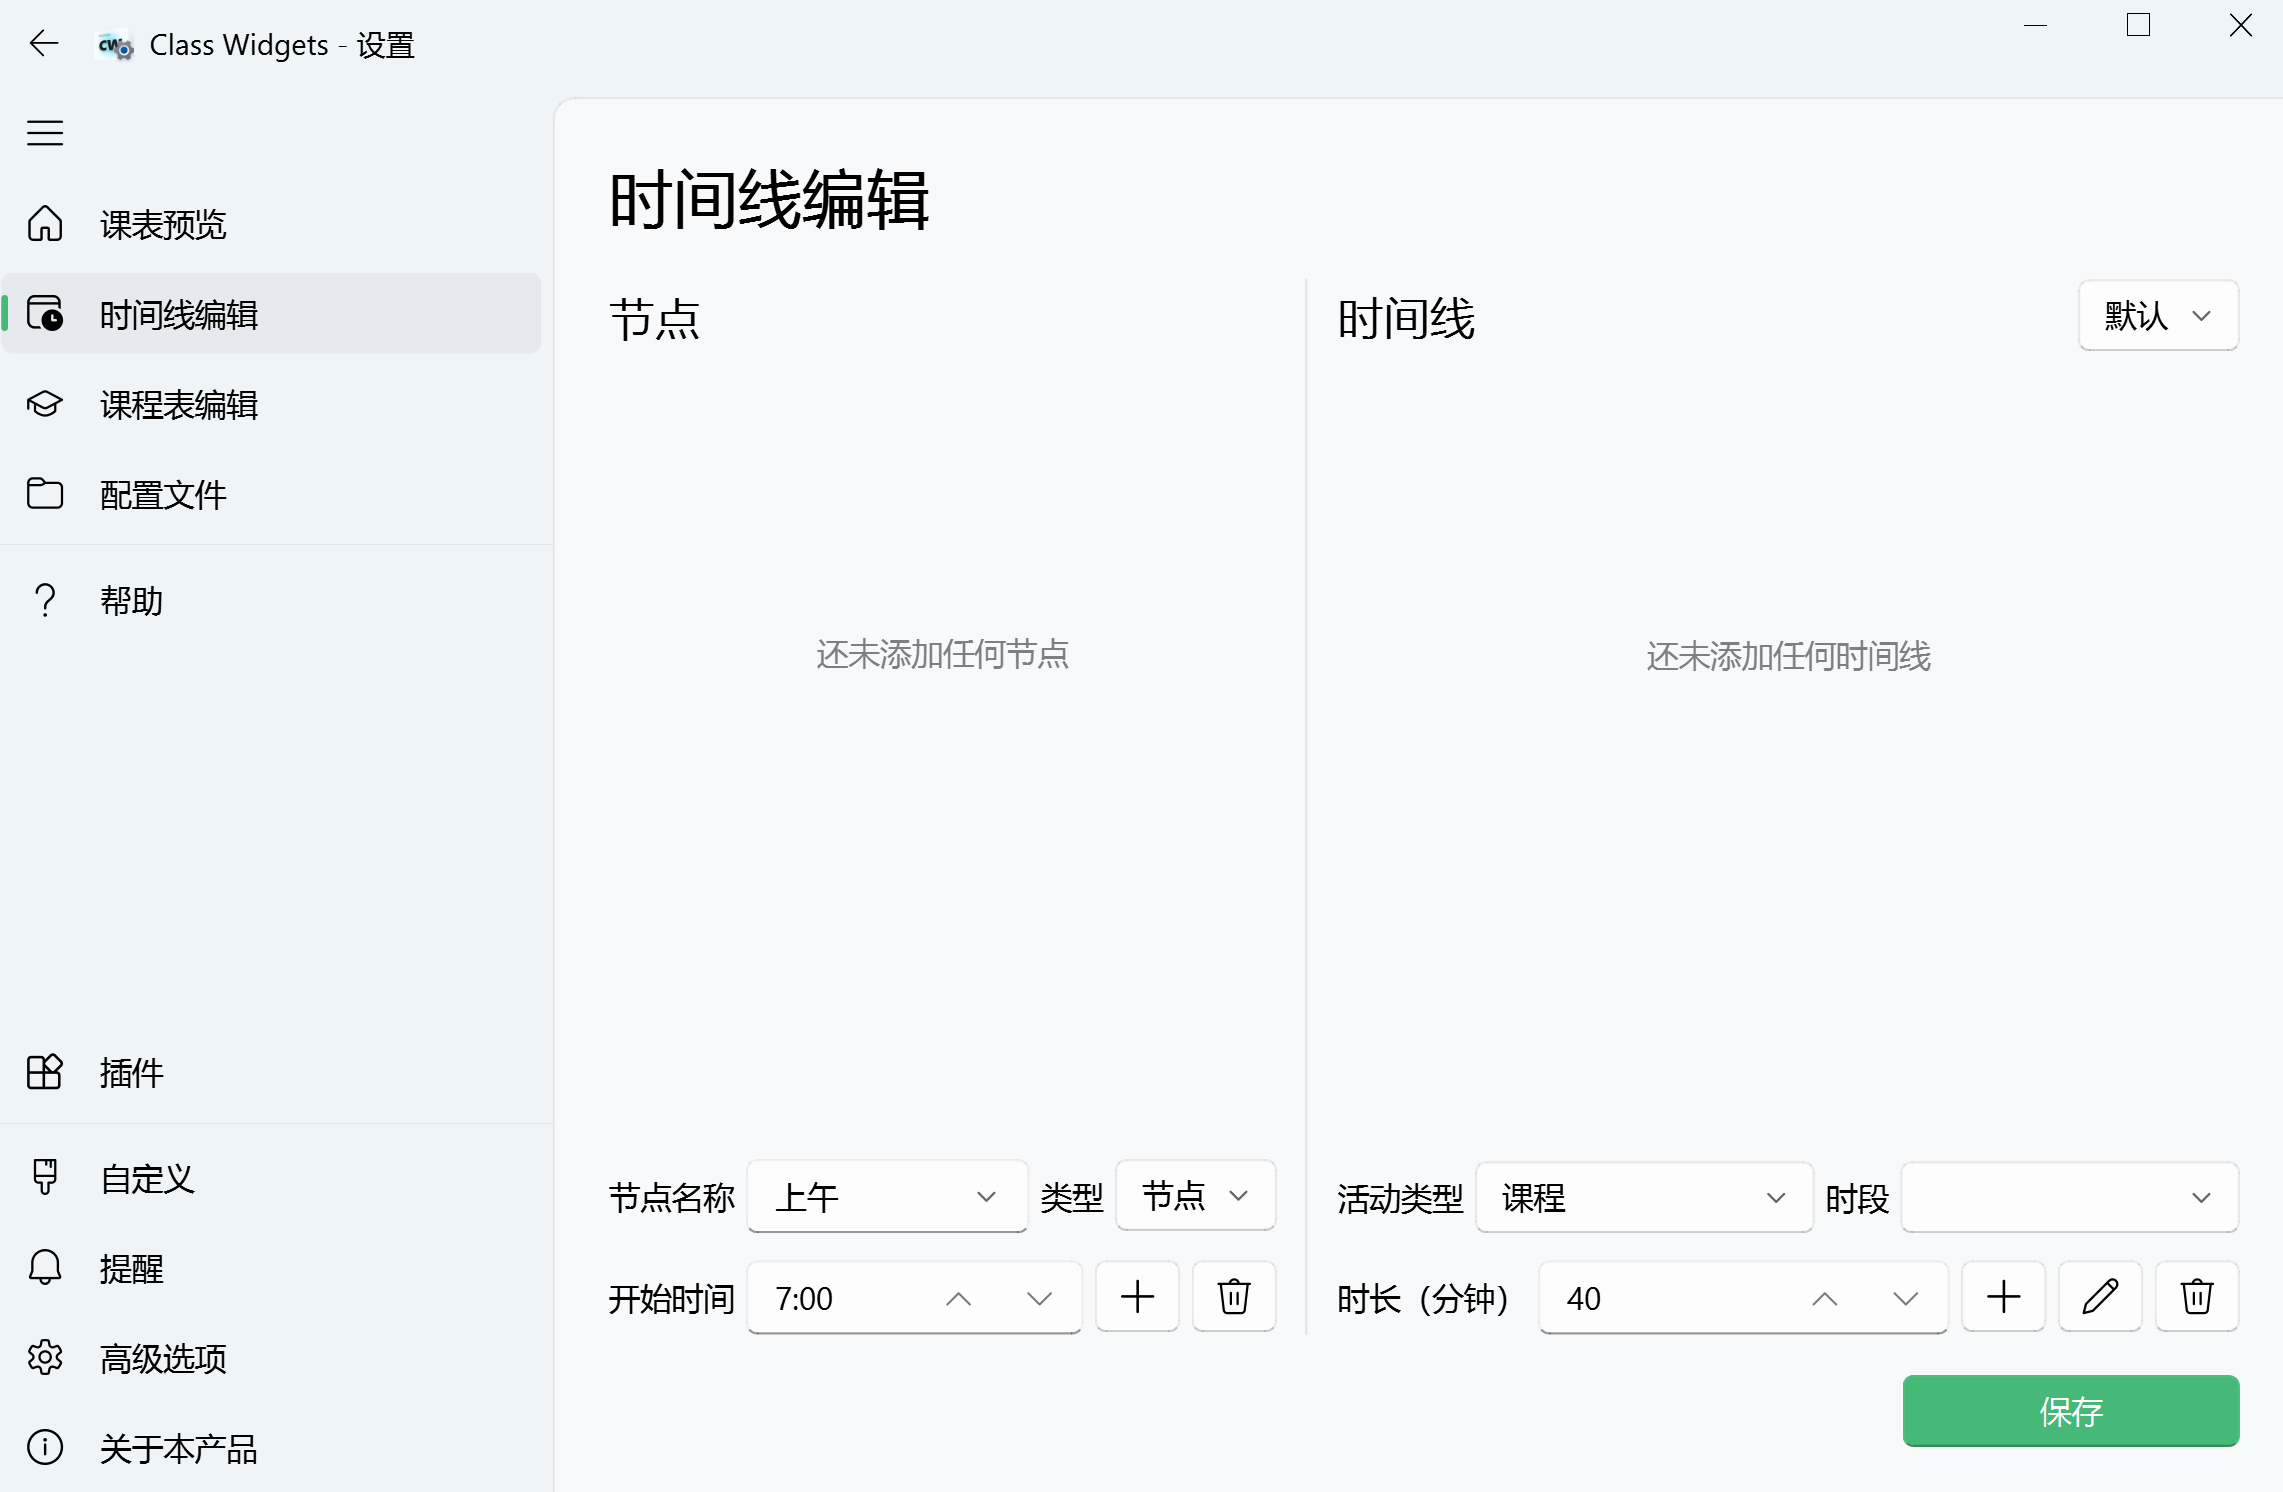 Class Widgets - 设置
课表预览
时间线编辑
课程表编辑
配置文件
帮助
插件
自定义
提醒
高级选项
关于本产品
时间线编辑
节点
还未添加任何节点
节点名称 上午 类型 节点
开始时间 7:00
时间线 默认
还未添加任何时间线
活动类型 课程 时段
时长（分钟） 40
保存